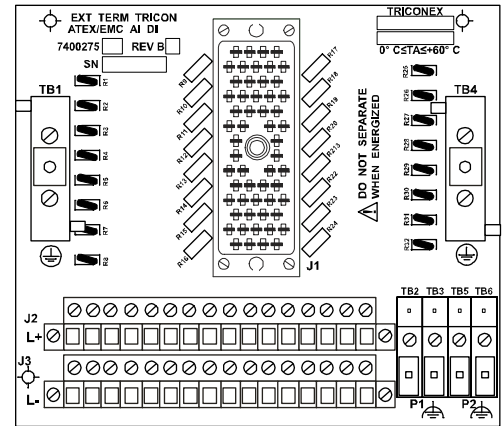 EXT TERM TRICON
ATEX/EMC AI DI
7400275 REV B
SN
TRICONEX
0° C≤TA≤+60° C
TB1
TB4
R1
R2
R3
R4
R5
R6
R7
R8
R9
R10
R11
R12
R13
R14
R15
R16
R17
R18
R19
R20
R213
R22
R23
R24
R25
R26
R27
R28
R29
R30
R31
R32
DO NOT SEPARATE
WHEN ENERGIZED
J1
J2
L+
J3
L-
TB2 TB3 TB5 TB6
P1 P2